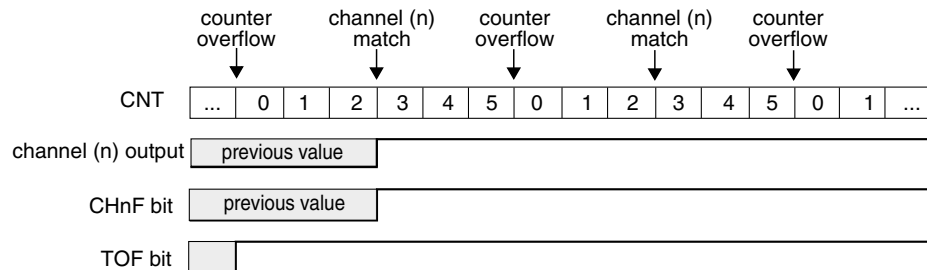 counter channel (n) counter channel (n) counter
overflow match overflow match overflow
CNT ... 0 1 2 3 4 5 0 1 2 3 4 5 0 1 ...
channel (n) output previous value
CHnF bit previous value
TOF bit